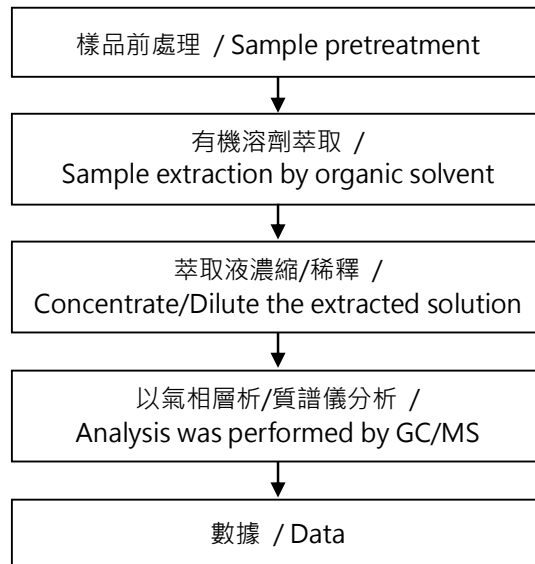 樣品前處理 / Sample pretreatment
有機溶劑萃取 /
Sample extraction by organic solvent
萃取液濃縮/稀釋 /
Concentrate/Dilute the extracted solution
以氣相層析/質譜儀分析 /
Analysis was performed by GC/MS
數據 / Data